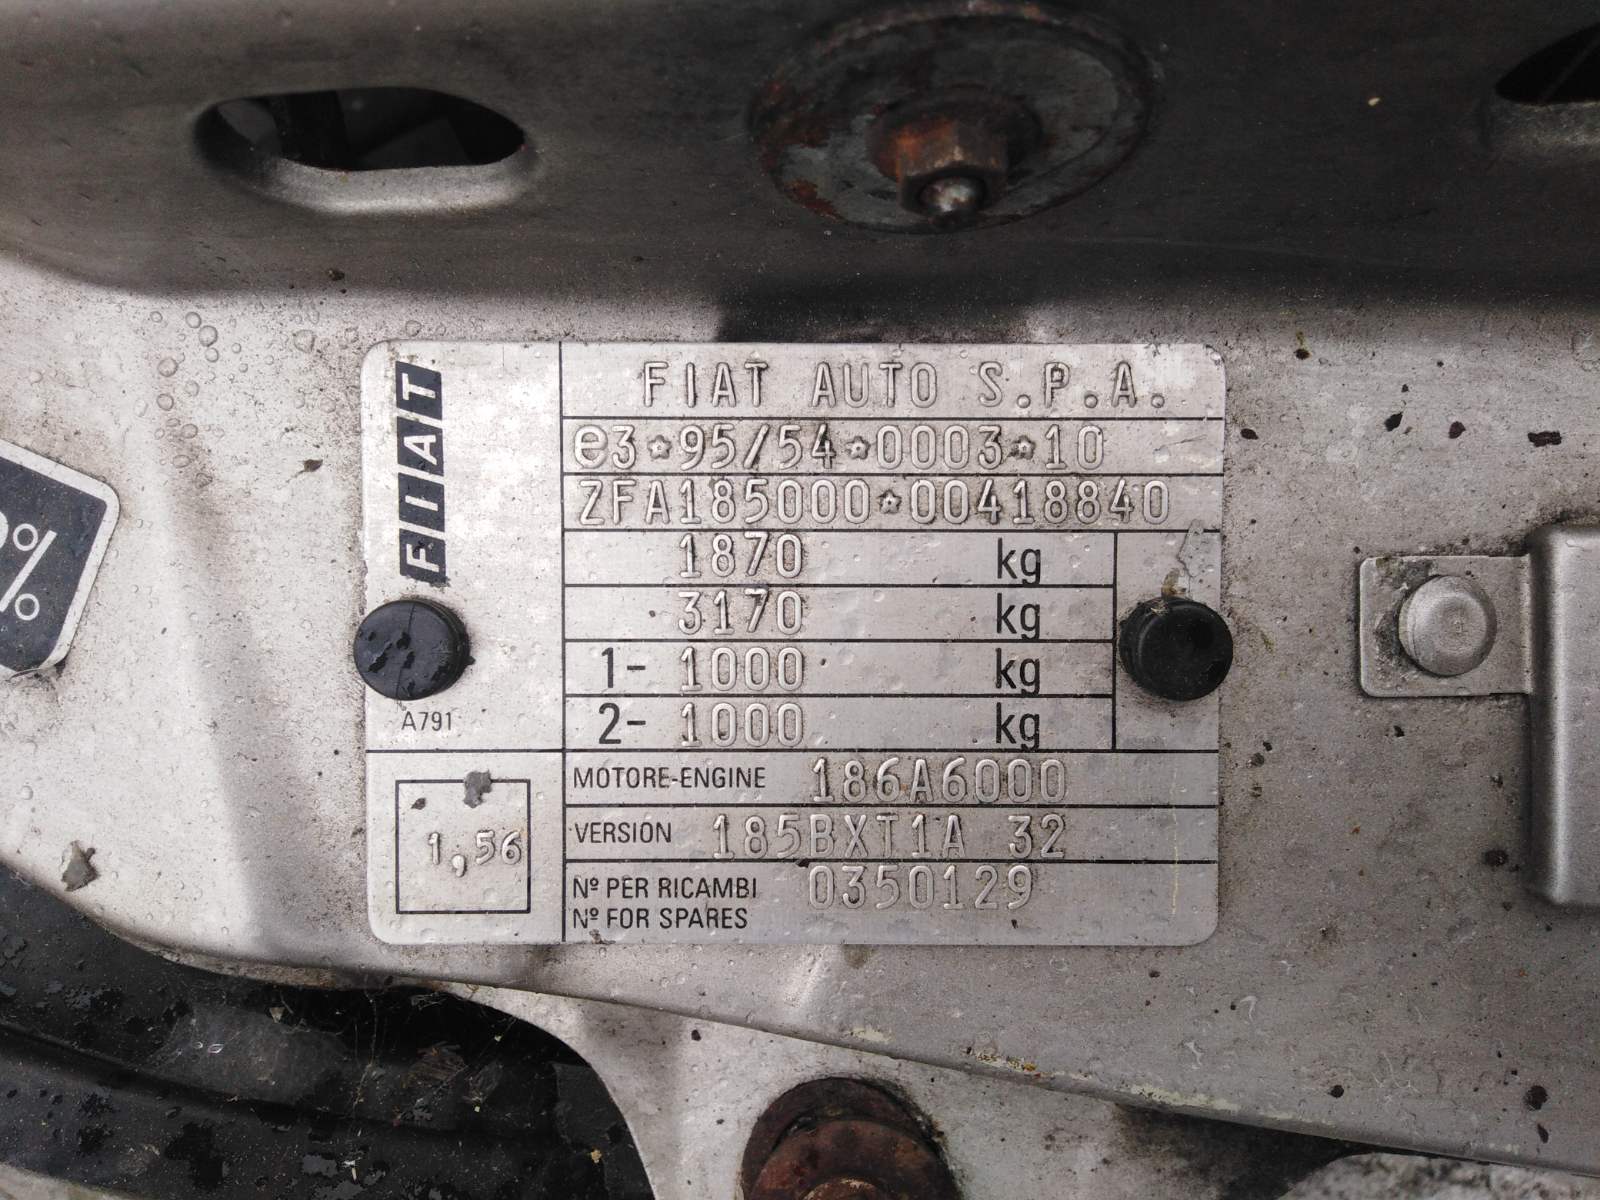 FIAT
FIAT AUTO S.P.A.
e3*95/54*0003*10
ZFA185000*00418840
1870 kg
3170 kg
1- 1000 kg
2- 1000 kg
A791
MOTORE-ENGINE 186A6000
VERSION 185BXT1A 32
1,56
Nº PER RICAMBI 0350129
Nº FOR SPARES
%